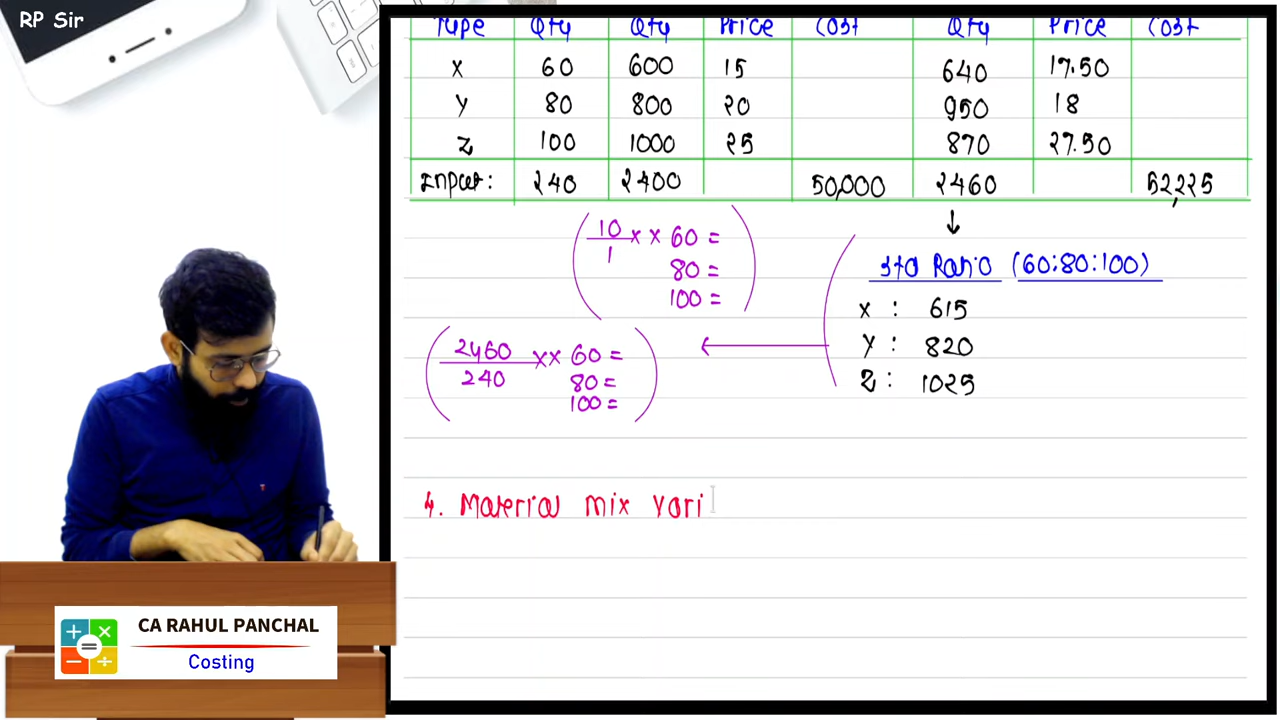 RP Sir
Type Qty Qty Price Cost Qty Price Cost
X 60 600 15 640 17.50
Y 80 800 20 950 18
Z 100 1000 25 870 27.50
Input: 240 2400 50,000 2460 52,225
10/1 x x 60 =
80 =
100 =
↓
Std Ratio (60:80:100)
X : 615
Y : 820
Z : 1025
2460/240 x x 60 =
80 =
100 =
4. Material mix vari
CA RAHUL PANCHAL
Costing